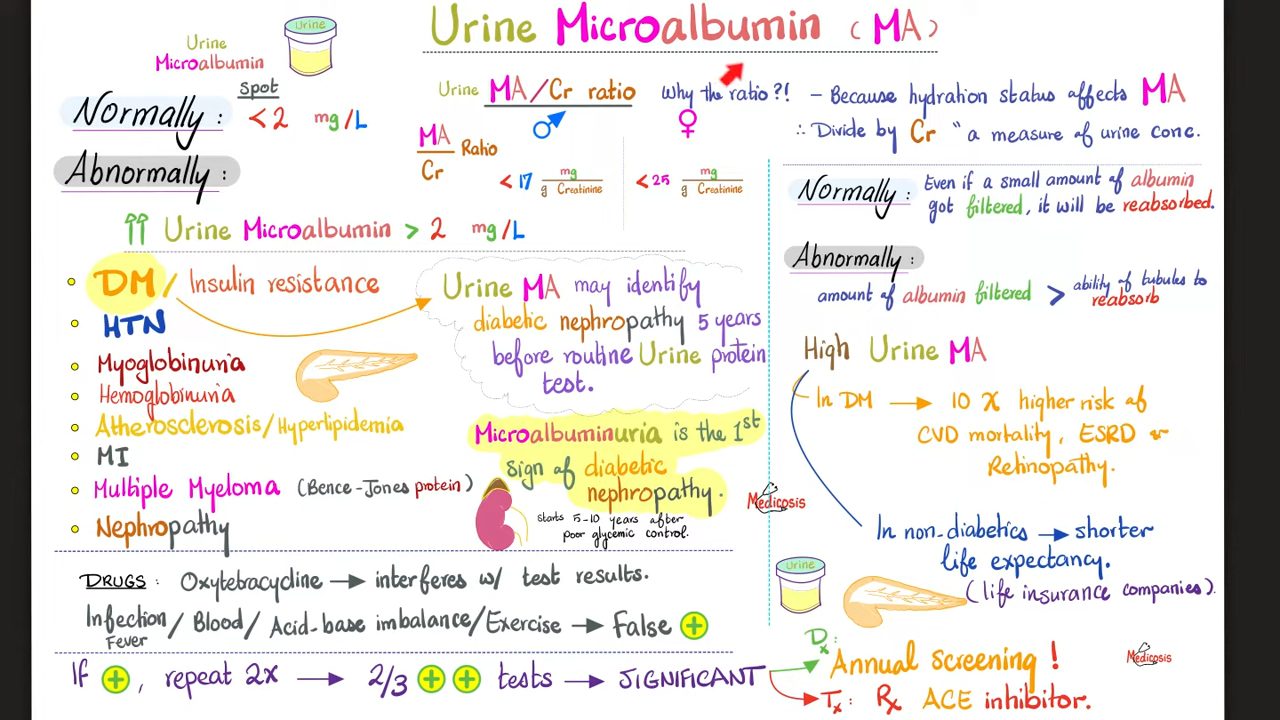 Urine Microalbumin (MA)
Urine
Urine
Microalbumin
Normally:
Spot
< 2 mg/L
Abnormally:
↑↑ Urine Microalbumin > 2 mg/L
Urine MA/Cr ratio
MA
Cr
Ratio
♂
< 17 mg
g Creatinine
♀
< 25 mg
g Creatinine
Why the ratio?!
- Because hydration status affects MA
∴ Divide by Cr "a measure of urine conc.
• DM / Insulin resistance
• HTN
• Myoglobinuria
• Hemoglobinuria
• Atherosclerosis/Hyperlipidemia
• MI
• Multiple Myeloma (Bence-Jones protein)
• Nephropathy
Urine MA may identify
diabetic nephropathy 5 years
before routine Urine protein
test.
Microalbuminuria is the 1st
sign of diabetic
nephropathy.
starts 5-10 years after
poor glycemic control.
Medicosis
Normally:
Even if a small amount of albumin
got filtered, it will be reabsorbed.
Abnormally:
amount of albumin filtered > ability of tubules to
reabsorb
High Urine MA
In DM → 10 X higher risk of
CVD mortality, ESRD or
Retinopathy.
In non-diabetics → shorter
life expectancy.
(life insurance companies).
Urine
DRUGS: Oxytetracycline → interferes w/ test results.
Infection / Blood / Acid-base imbalance/Exercise → False +
Fever
If +, repeat 2x → 2/3 + + tests → SIGNIFICANT
Dx:
Annual Screening!
Tx: Rx ACE inhibitor.
Medicosis